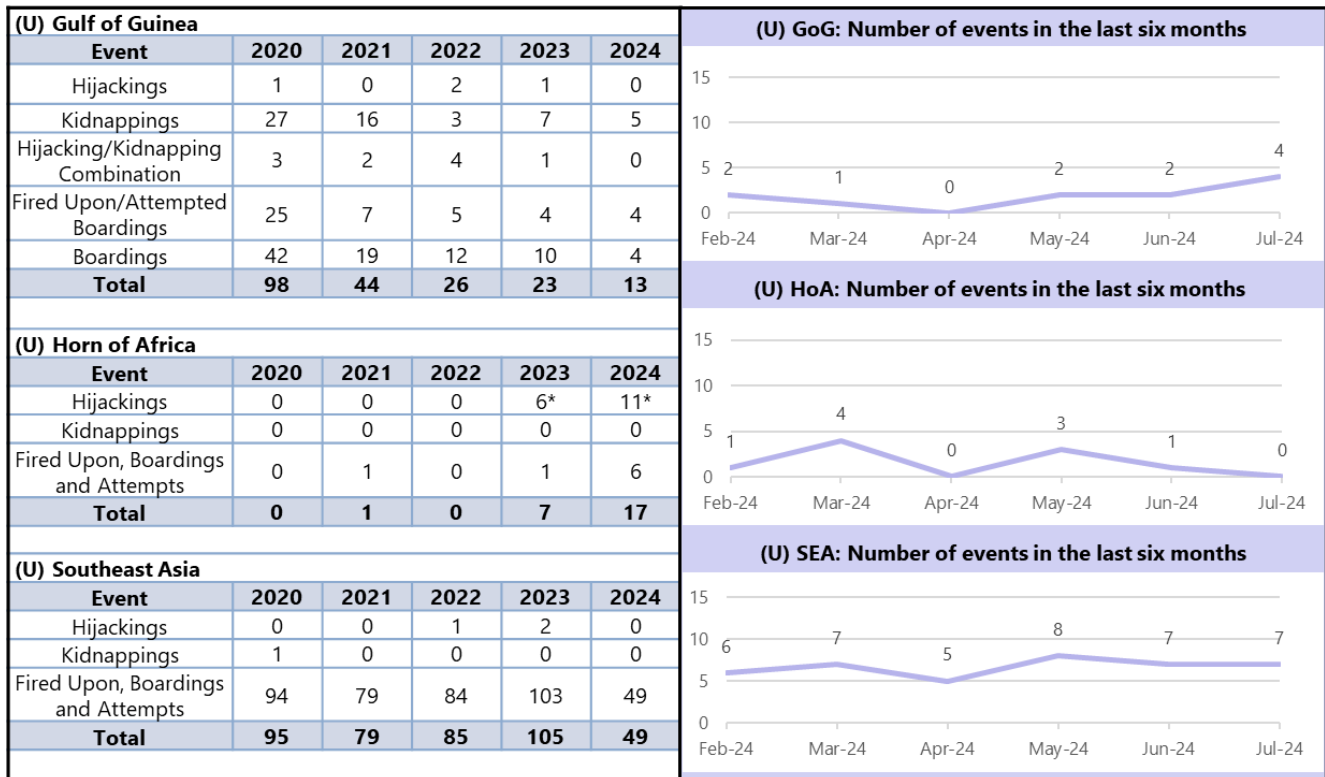 (U) Gulf of Guinea
Event 2020 2021 2022 2023 2024
Hijackings 1 0 2 1 0
Kidnappings 27 16 3 7 5
Hijacking/Kidnapping
Combination 3 2 4 1 0
Fired Upon/Attempted
Boardings 25 7 5 4 4
Boardings 42 19 12 10 4
Total 98 44 26 23 13
(U) Horn of Africa
Event 2020 2021 2022 2023 2024
Hijackings 0 0 0 6* 11*
Kidnappings 0 0 0 0 0
Fired Upon, Boardings
and Attempts 0 1 0 1 6
Total 0 1 0 7 17
(U) Southeast Asia
Event 2020 2021 2022 2023 2024
Hijackings 0 0 1 2 0
Kidnappings 1 0 0 0 0
Fired Upon, Boardings
and Attempts 94 79 84 103 49
Total 95 79 85 105 49
(U) GoG: Number of events in the last six months
15
10
5
0
2 1 0 2 2 4
Feb-24 Mar-24 Apr-24 May-24 Jun-24 Jul-24
(U) HoA: Number of events in the last six months
15
10
5
0
1 4 0 3 1 0
Feb-24 Mar-24 Apr-24 May-24 Jun-24 Jul-24
(U) SEA: Number of events in the last six months
15
10
5
0
6 7 5 8 7 7
Feb-24 Mar-24 Apr-24 May-24 Jun-24 Jul-24